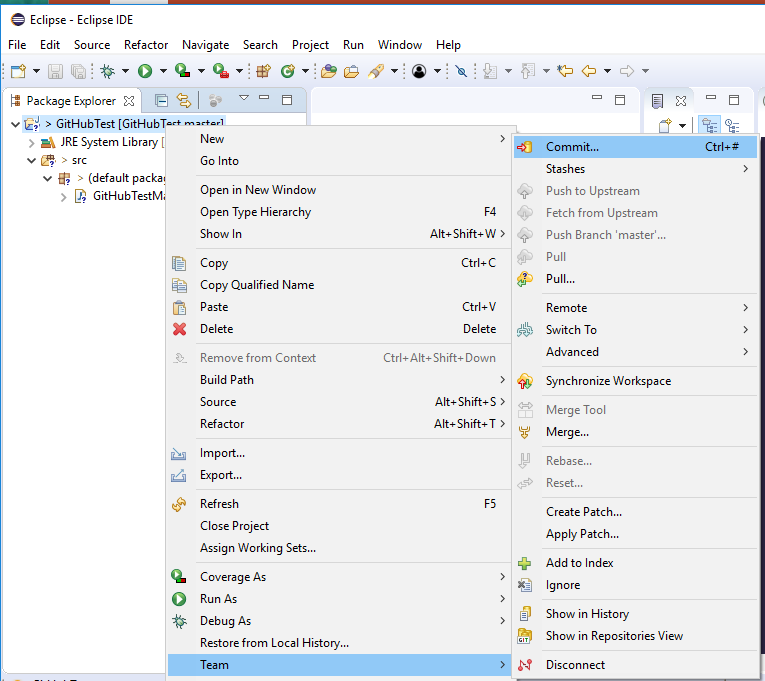 Eclipse - Eclipse IDE
File Edit Source Refactor Navigate Search Project Run Window Help
Package Explorer
> GitHubTest [GitHubTest master]
JRE System Library [
> src
> (default packag
GitHubTestMa
New
Go Into
Open in New Window
Open Type Hierarchy F4
Show In Alt+Shift+W
Copy Ctrl+C
Copy Qualified Name
Paste Ctrl+V
Delete Delete
Remove from Context Ctrl+Alt+Shift+Down
Build Path
Source Alt+Shift+S
Refactor Alt+Shift+T
Import...
Export...
Refresh F5
Close Project
Assign Working Sets...
Coverage As
Run As
Debug As
Restore from Local History...
Team
Commit... Ctrl+#
Stashes
Push to Upstream
Fetch from Upstream
Push Branch 'master'...
Pull
Pull...
Remote
Switch To
Advanced
Synchronize Workspace
Merge Tool
Merge...
Rebase...
Reset...
Create Patch...
Apply Patch...
Add to Index
Ignore
Show in History
Show in Repositories View
Disconnect